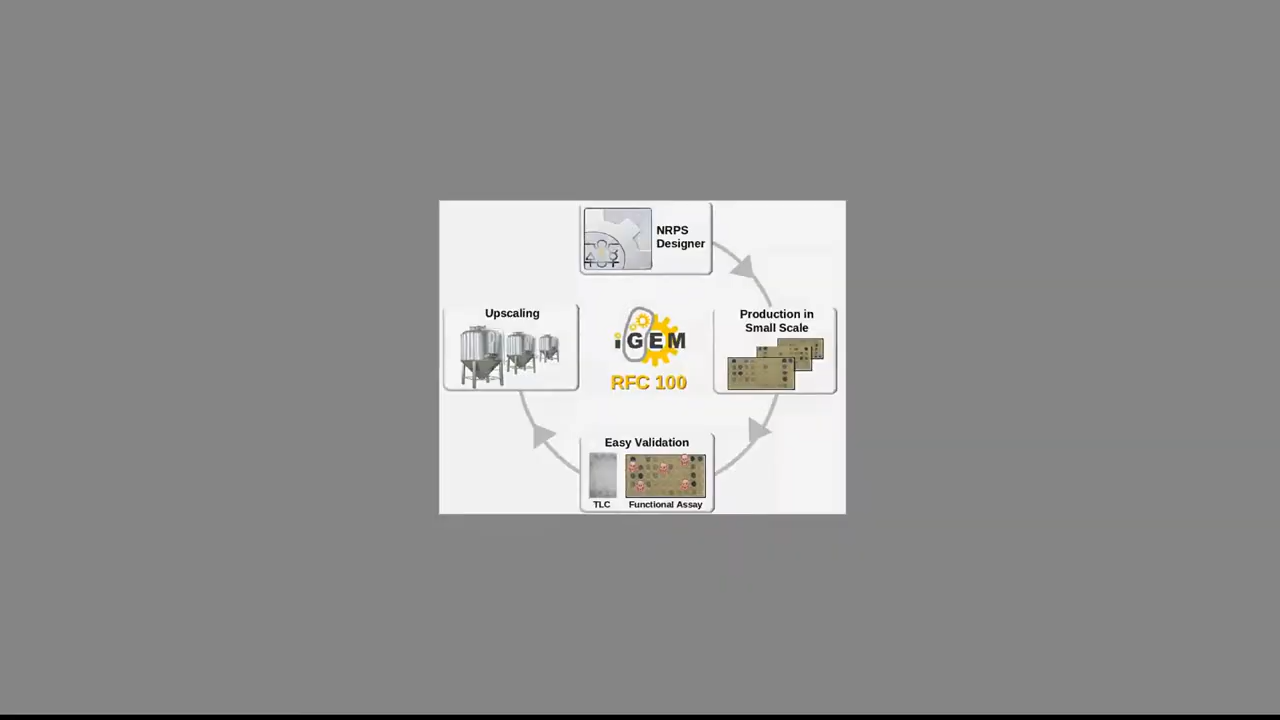 NRPS
Designer
Upscaling
Production in
Small Scale
iGEM
RFC 100
Easy Validation
TLC
Functional Assay